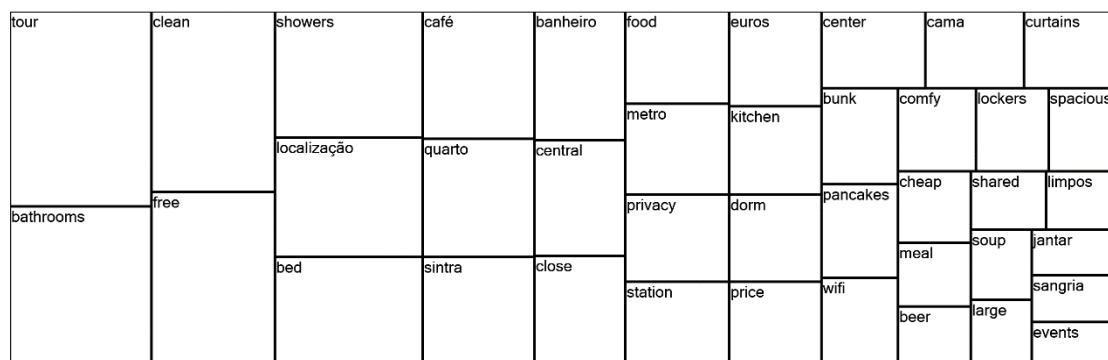 tour
bathrooms
clean
free
showers
localização
bed
café
quarto
sintra
banheiro
central
close
food
metro
privacy
station
euros
kitchen
dorm
price
center
cama
curtains
bunk
pancakes
wifi
comfy
lockers
spacious
cheap
shared
limpos
meal
beer
soup
large
jantar
sangria
events